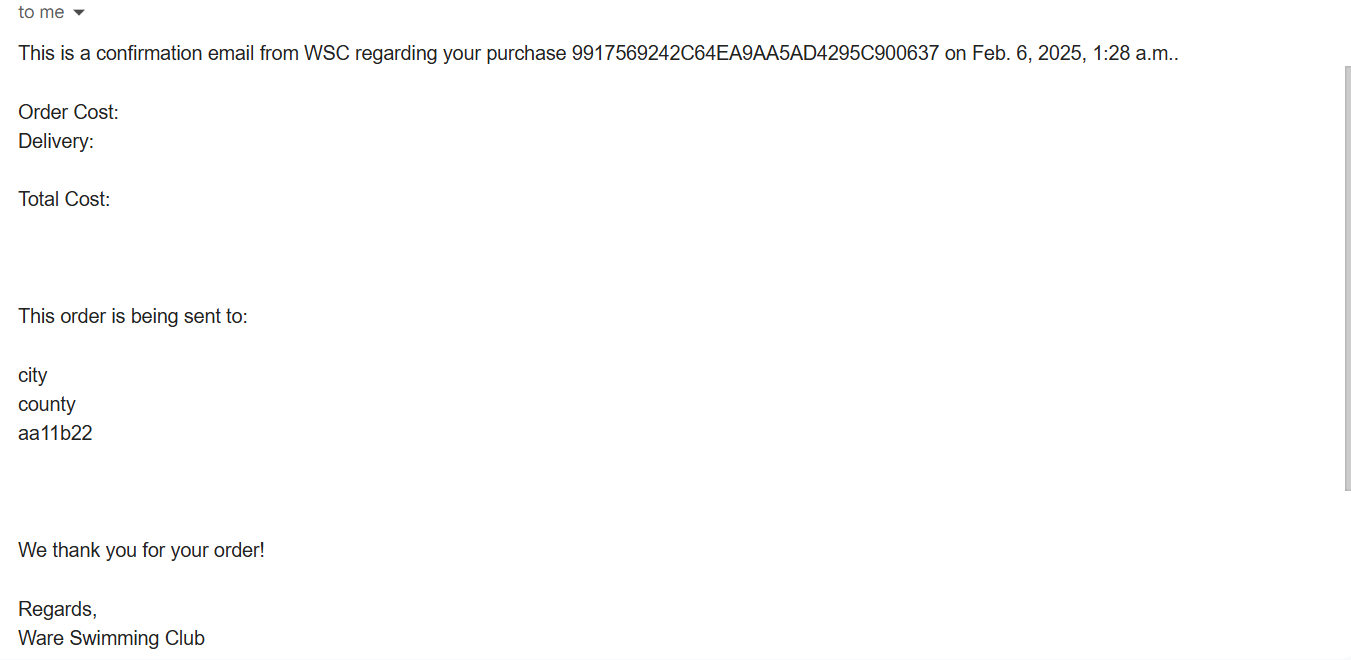 to me
This is a confirmation email from WSC regarding your purchase 9917569242C64EA9AA5AD4295C900637 on Feb. 6, 2025, 1:28 a.m..
Order Cost:
Delivery:
Total Cost:
This order is being sent to:
city
county
aa11b22
We thank you for your order!
Regards,
Ware Swimming Club